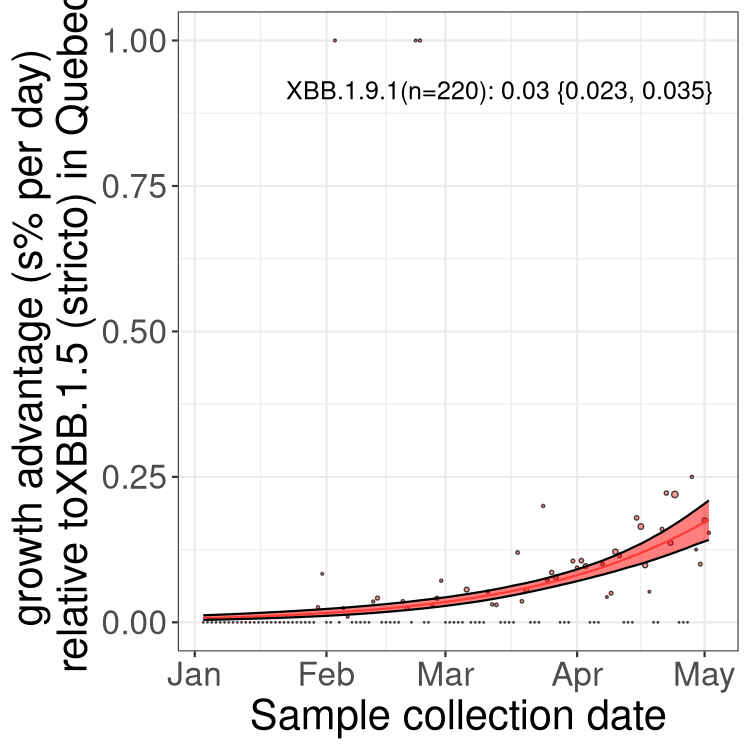 growth advantage (s% per day)
relative toXBB.1.5 (stricto) in Quebec
1.00
0.75
0.50
0.25
0.00
XBB.1.9.1(n=220): 0.03 {0.023, 0.035}
Jan Feb Mar Apr May
Sample collection date